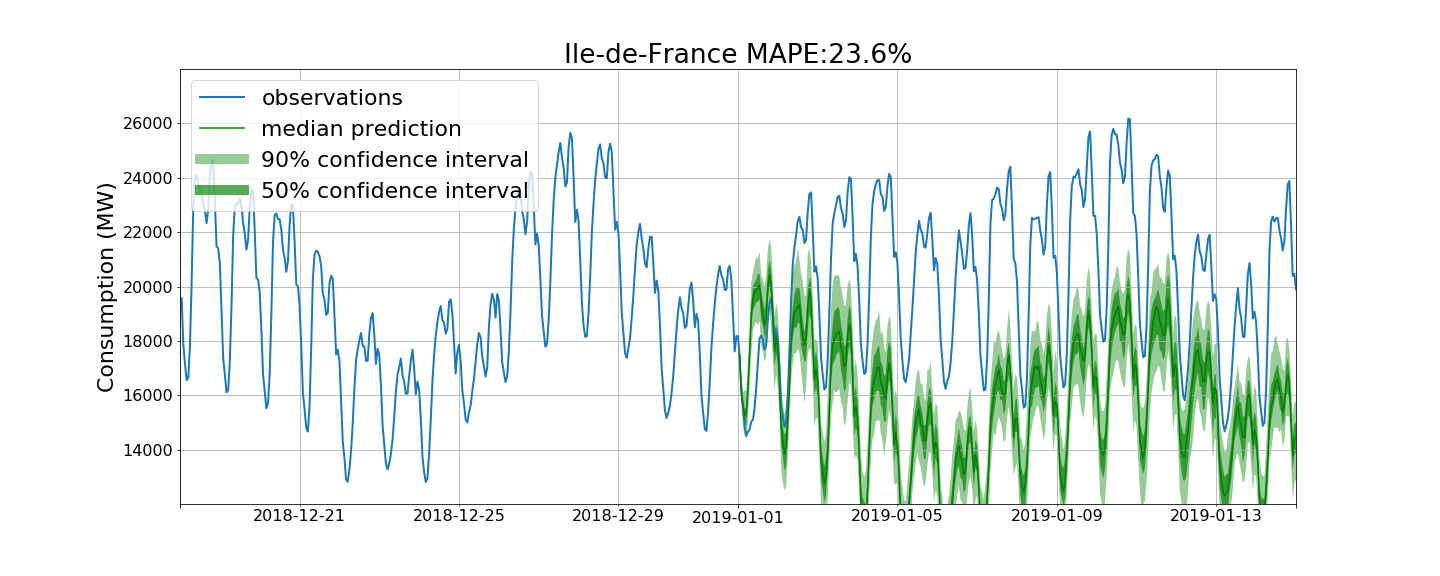 Ile-de-France MAPE:23.6%
observations
median prediction
90% confidence interval
50% confidence interval
Consumption (MW)
26000
24000
22000
20000
18000
16000
14000
2018-12-21
2018-12-25
2018-12-29
2019-01-01
2019-01-05
2019-01-09
2019-01-13